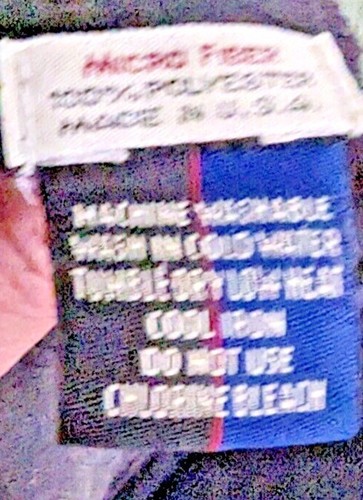 Micro Fiber
100% POLYESTER
MADE IN U.S.A.
MACHINE WASHABLE
WASH IN COLD WATER
TUMBLE DRY LOW HEAT
COOL IRON
DO NOT USE
CHLORINE BLEACH